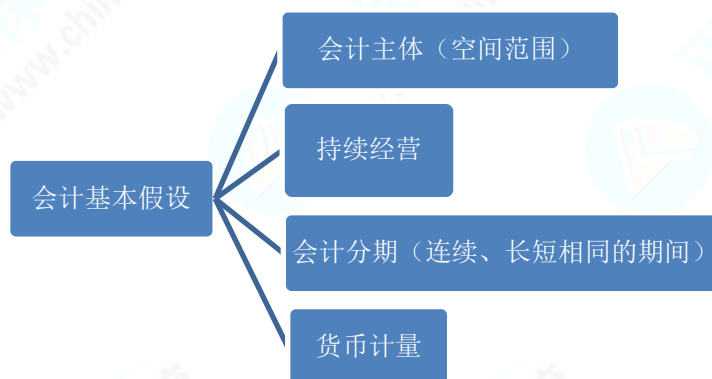 会计主体（空间范围）
持续经营
会计基本假设
会计分期（连续、长短相同的期间）
货币计量